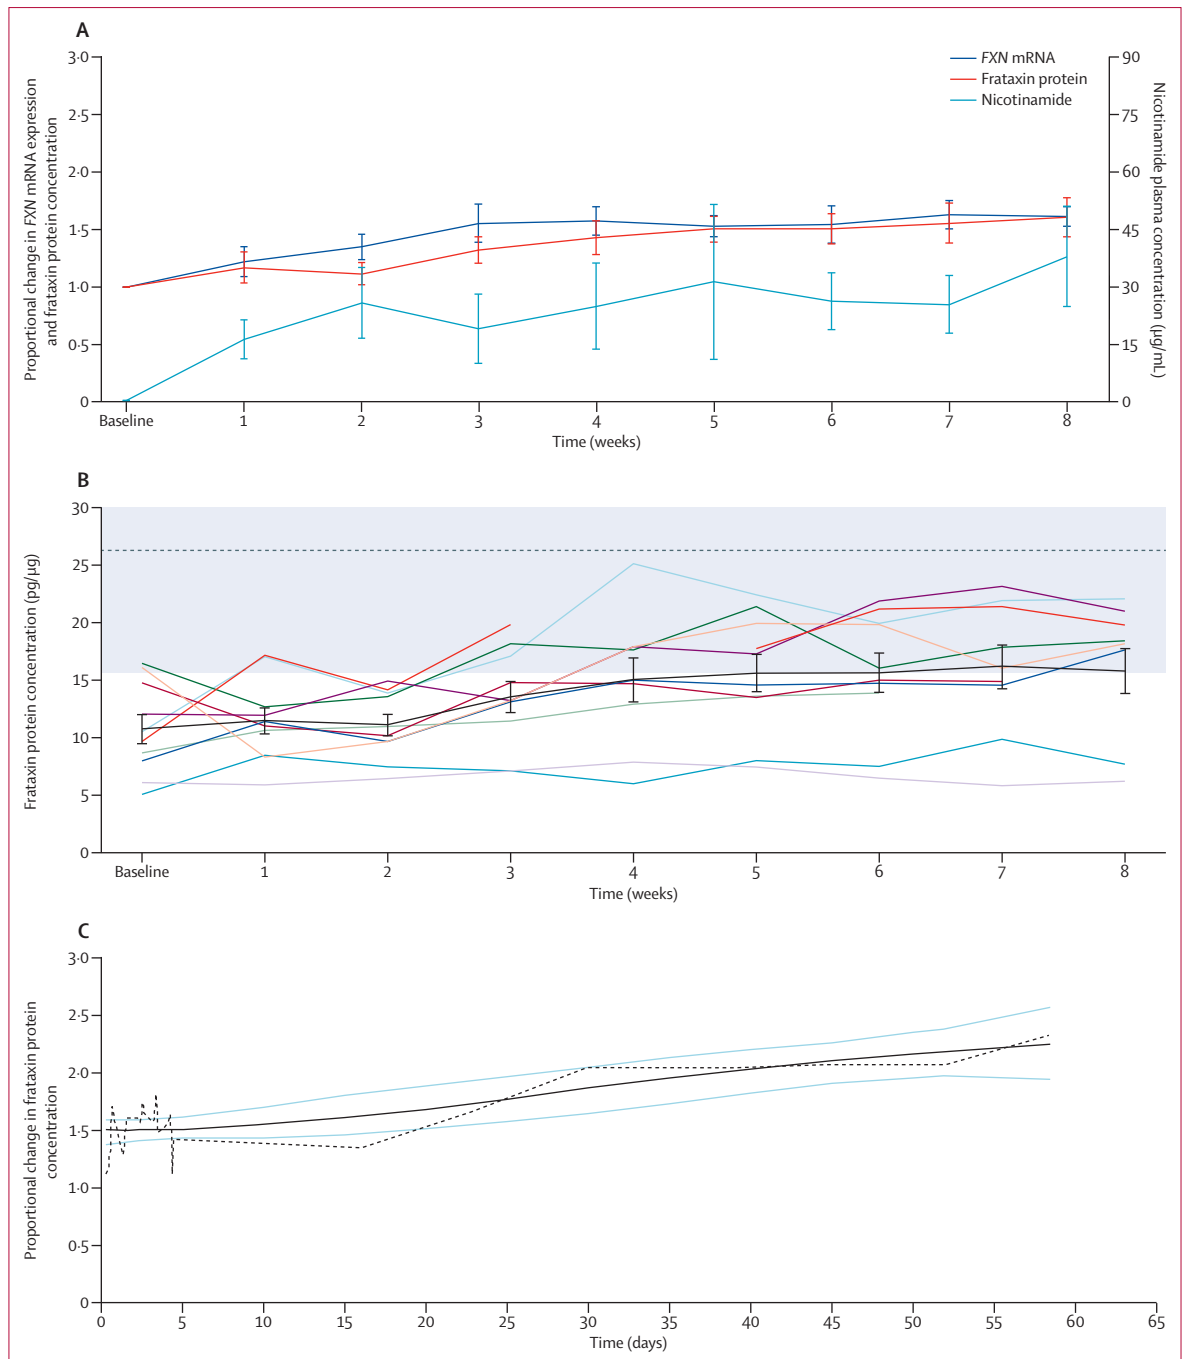 A
Proportional change in FXN mRNA expression
and frataxin protein concentration
3·0
2·5
2·0
1·5
1·0
0·5
0
FXN mRNA
Frataxin protein
Nicotinamide
90
75
60
45
30
15
0
Nicotinamide plasma concentration (µg/mL)
Baseline 1 2 3 4 5 6 7 8
Time (weeks)
B
Frataxin protein concentration (pg/µg)
30
25
20
15
10
5
0
Baseline 1 2 3 4 5 6 7 8
Time (weeks)
C
Proportional change in frataxin protein
concentration
3·0
2·5
2·0
1·5
1·0
0·5
0
0 5 10 15 20 25 30 35 40 45 50 55 60 65
Time (days)